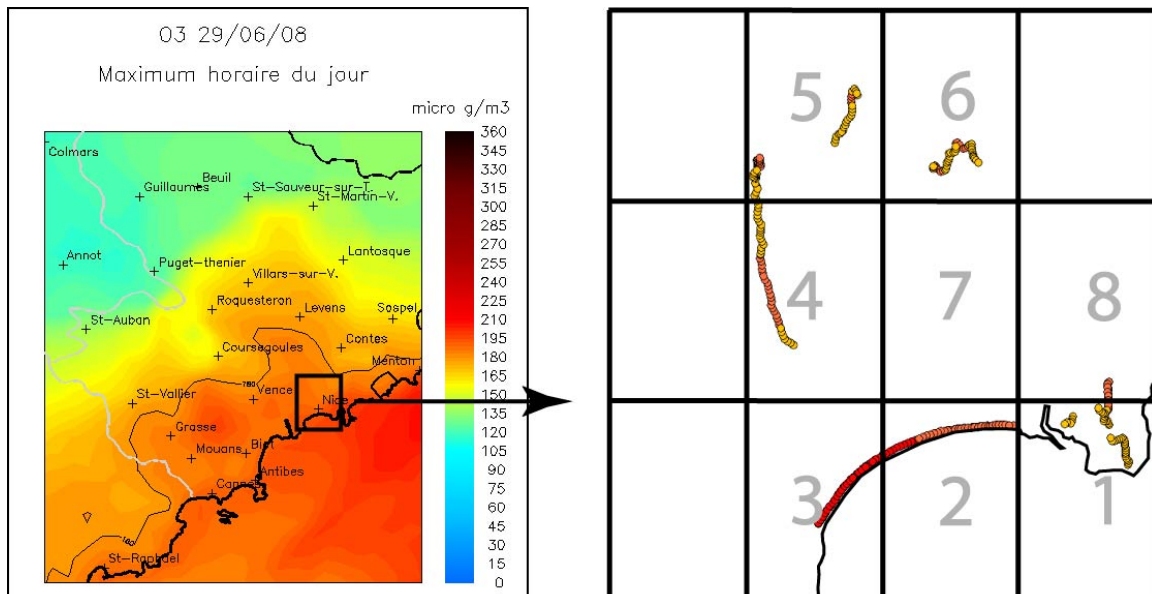 O3 29/06/08
Maximum horaire du jour
micro g/m3
360
345
330
315
300
285
270
255
240
225
210
195
180
165
150
135
120
105
90
75
60
45
30
15
0
Colmars
Guillaumes
Beuil
St-Sauveur-sur-T.
St-Martin-V.
Annot
Puget-thenier
Lantosque
Villars-sur-V.
Roquesteron
Levens
Sospel
St-Auban
Coursegoules
Contes
Menton
180
St-Vallier
Vence
Nice
Grasse
Mouans
Biot
Antibes
Cannes
180
St-Raphael
5
6
4
7
8
3
2
1